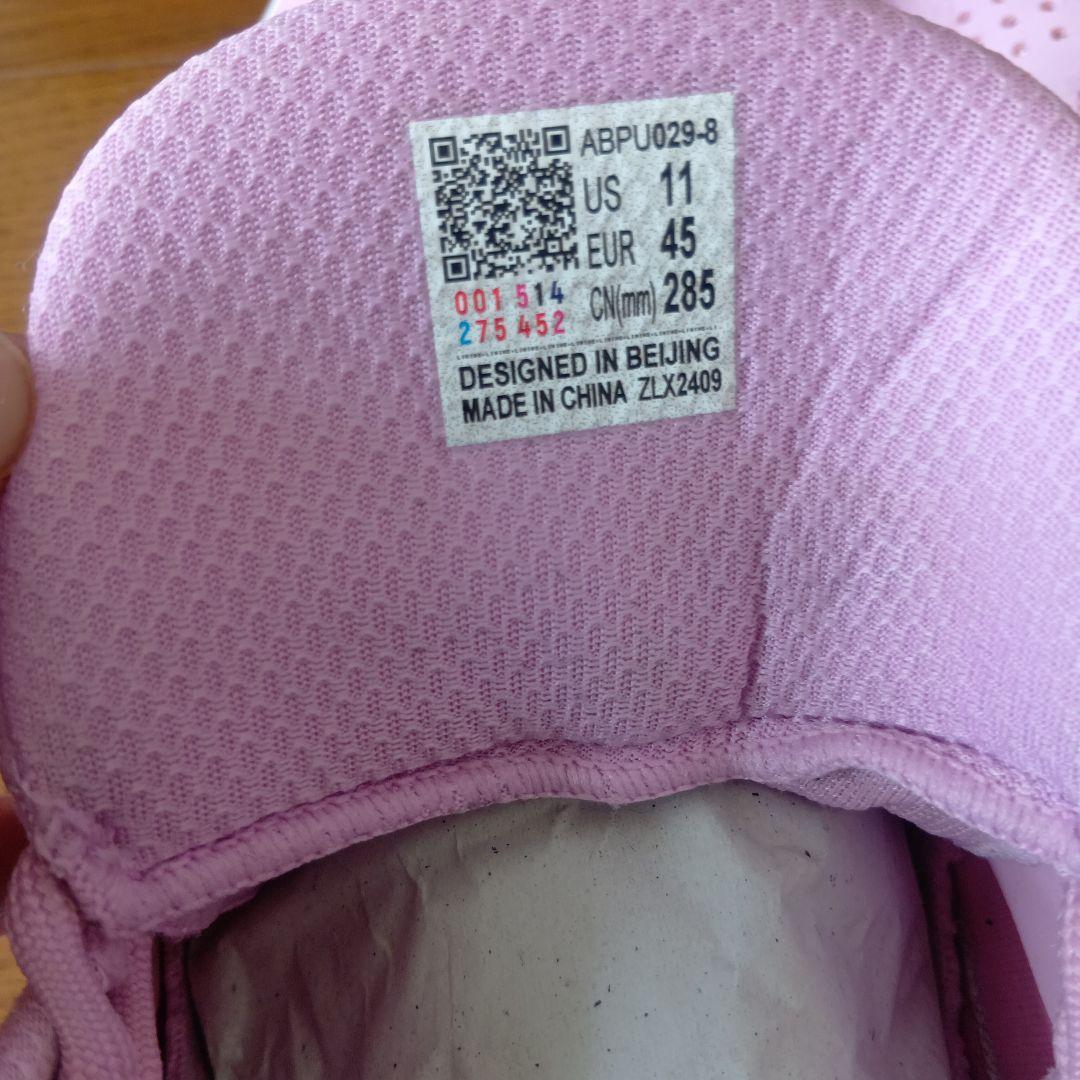 ABPU029-8
US 11
EUR 45
CN(mm) 285
001 514
275 452
DESIGNED IN BEIJING
MADE IN CHINA ZLX2409